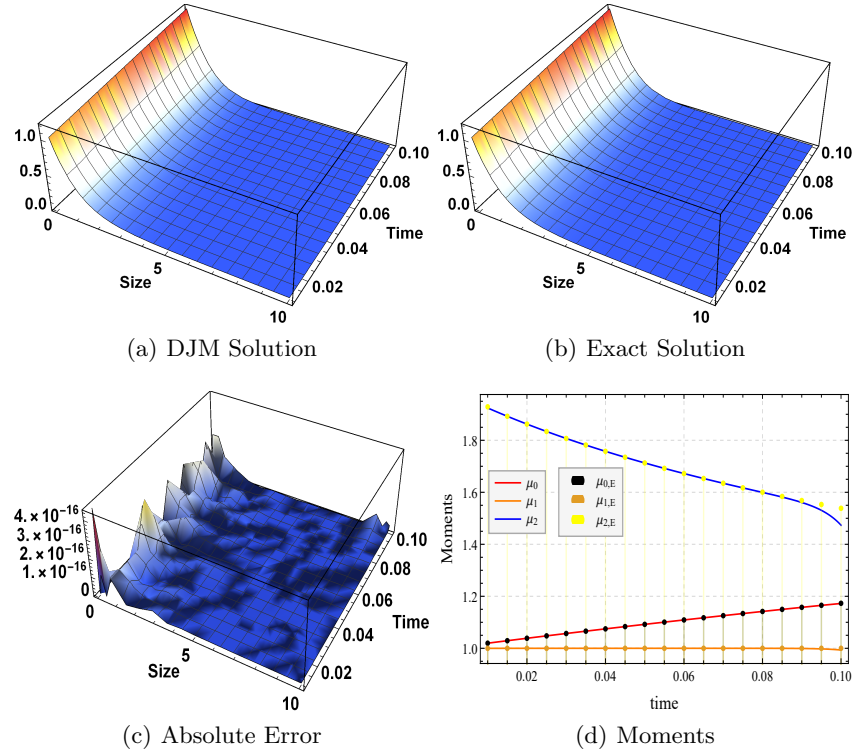 1.0
0.5
0.0
0
5
10
Size
0.02
0.04
0.06
0.08
0.10
Time
(a) DJM Solution
1.0
0.5
0.0
0
5
10
Size
0.02
0.04
0.06
0.08
0.10
Time
(b) Exact Solution
4.×10⁻¹⁶
3.×10⁻¹⁶
2.×10⁻¹⁶
1.×10⁻¹⁶
0
0
5
10
Size
0.02
0.04
0.06
0.08
0.10
Time
(c) Absolute Error
Moments
1.8
1.6
1.4
1.2
1.0
μ₀
μ₁
μ₂
μ₀,E
μ₁,E
μ₂,E
0.02
0.04
0.06
0.08
0.10
time
(d) Moments